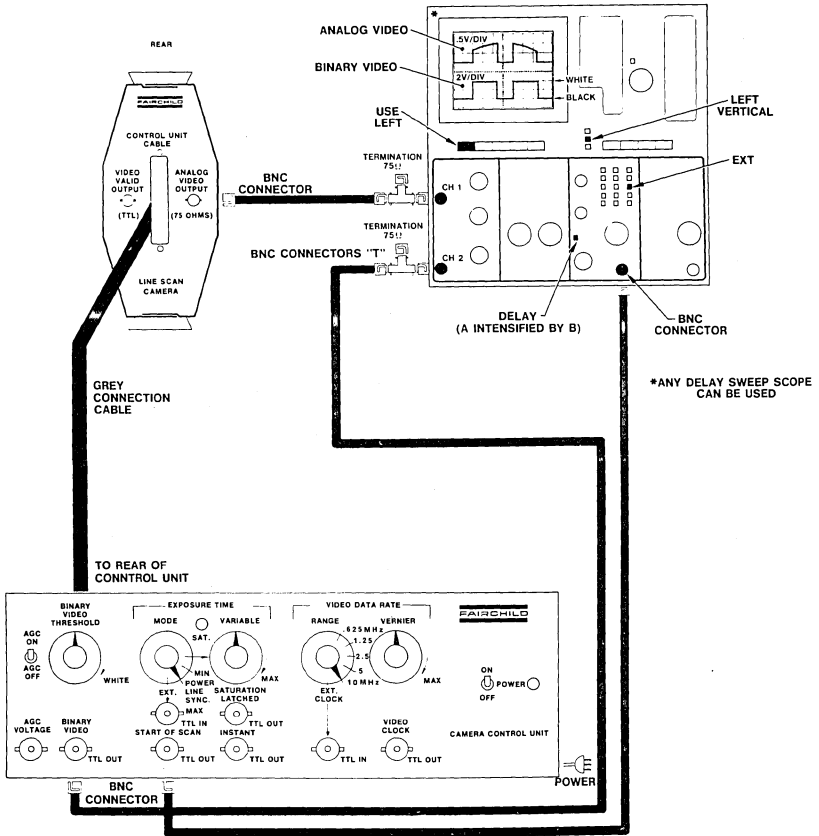 REAR
FAIRCHILD
CONTROL UNIT
CABLE
VIDEO
VALID
OUTPUT
(TTL)
ANALOG
VIDEO
OUTPUT
(75 OHMS)
LINE SCAN
CAMERA
BNC
CONNECTOR
GREY
CONNECTION
CABLE
TO REAR OF
CONNTROL UNIT
*
ANALOG VIDEO
.5V/DIV
BINARY VIDEO
2V/DIV
WHITE
BLACK
USE
LEFT
LEFT
VERTICAL
EXT
TERMINATION
75Ω
CH 1
TERMINATION
75Ω
BNC CONNECTORS "T"
CH 2
DELAY
(A INTENSIFIED BY B)
BNC
CONNECTOR
*ANY DELAY SWEEP SCOPE
CAN BE USED
BINARY
VIDEO
THRESHOLD
AGC
ON
AGC
OFF
WHITE
EXPOSURE TIME
MODE
SAT.
VARIABLE
MIN
POWER
LINE
SYNC.
EXT.
MAX
MAX
TTL IN
SATURATION
LATCHED
TTL OUT
VIDEO DATA RATE
RANGE
.625MHz
1.25
2.5
5
10MHz
EXT.
CLOCK
VERNIER
MAX
FAIRCHILD
ON
POWER
OFF
AGC
VOLTAGE
BINARY
VIDEO
TTL OUT
START OF SCAN
TTL OUT
INSTANT
TTL OUT
TTL IN
VIDEO
CLOCK
TTL OUT
CAMERA CONTROL UNIT
POWER
BNC
CONNECTOR